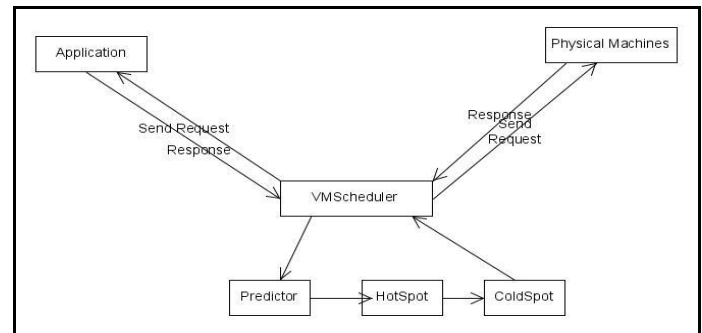 Application
Physical Machines
Send Request
Response
Response
Send
Request
VMScheduler
Predictor
HotSpot
ColdSpot